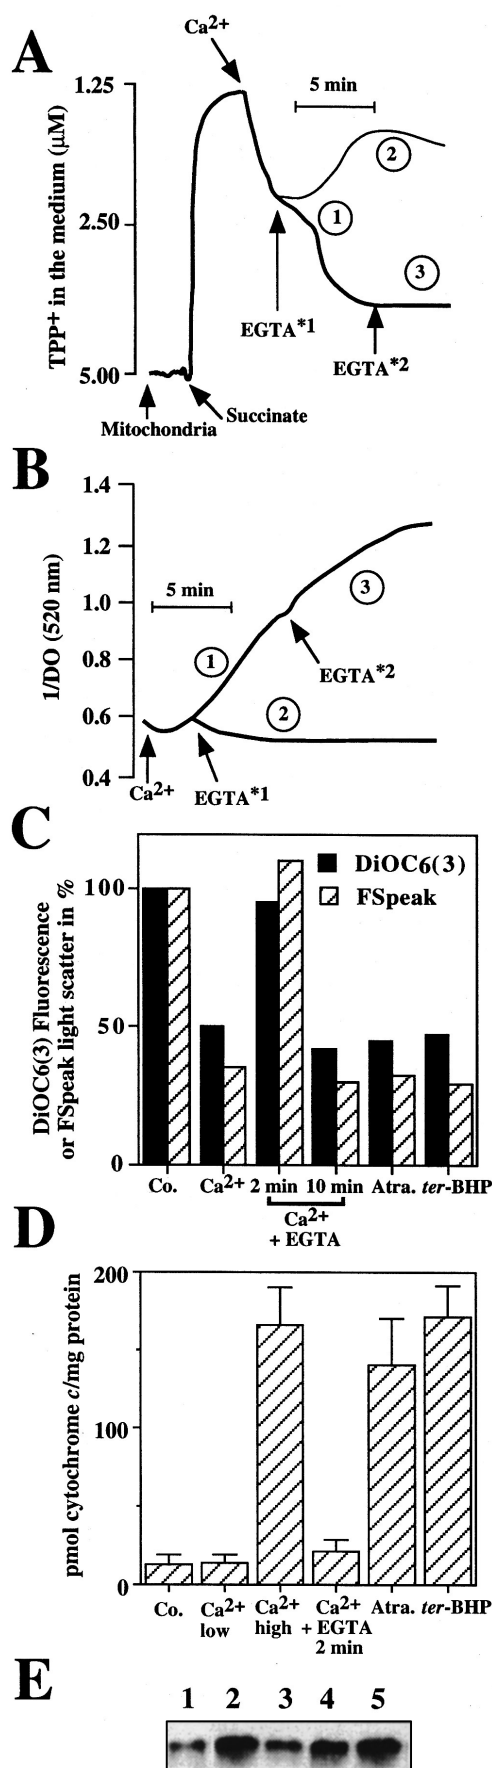 A
Ca2+
1.25
5 min
2
TPP+ in the medium (µM)
2.50
1
3
EGTA*1
EGTA*2
5.00
Succinate
Mitochondria
B
1.4
1.2
5 min
1.0
3
1/DO (520 nm)
0.8
1
EGTA*2
2
0.6
0.4
Ca2+
EGTA*1
C
DiOC6(3)
FSpeak
100
DiOC6(3) Fluorescence
or FSpeak light scatter in %
50
0
Co. Ca2+ 2 min 10 min Atra. ter-BHP
Ca2+
+ EGTA
D
200
pmol cytochrome c/mg protein
100
0
Co. Ca2+ Ca2+ Ca2+ Atra. ter-BHP
low high + EGTA
2 min
E
1 2 3 4 5